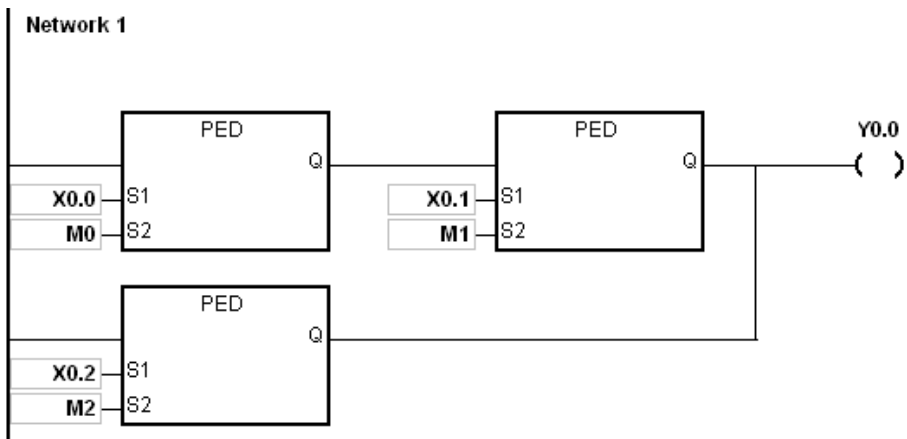 Network 1
PED PED Y0.0
Q Q
X0.0 S1 X0.1 S1
M0 S2 M1 S2
PED
Q
X0.2 S1
M2 S2